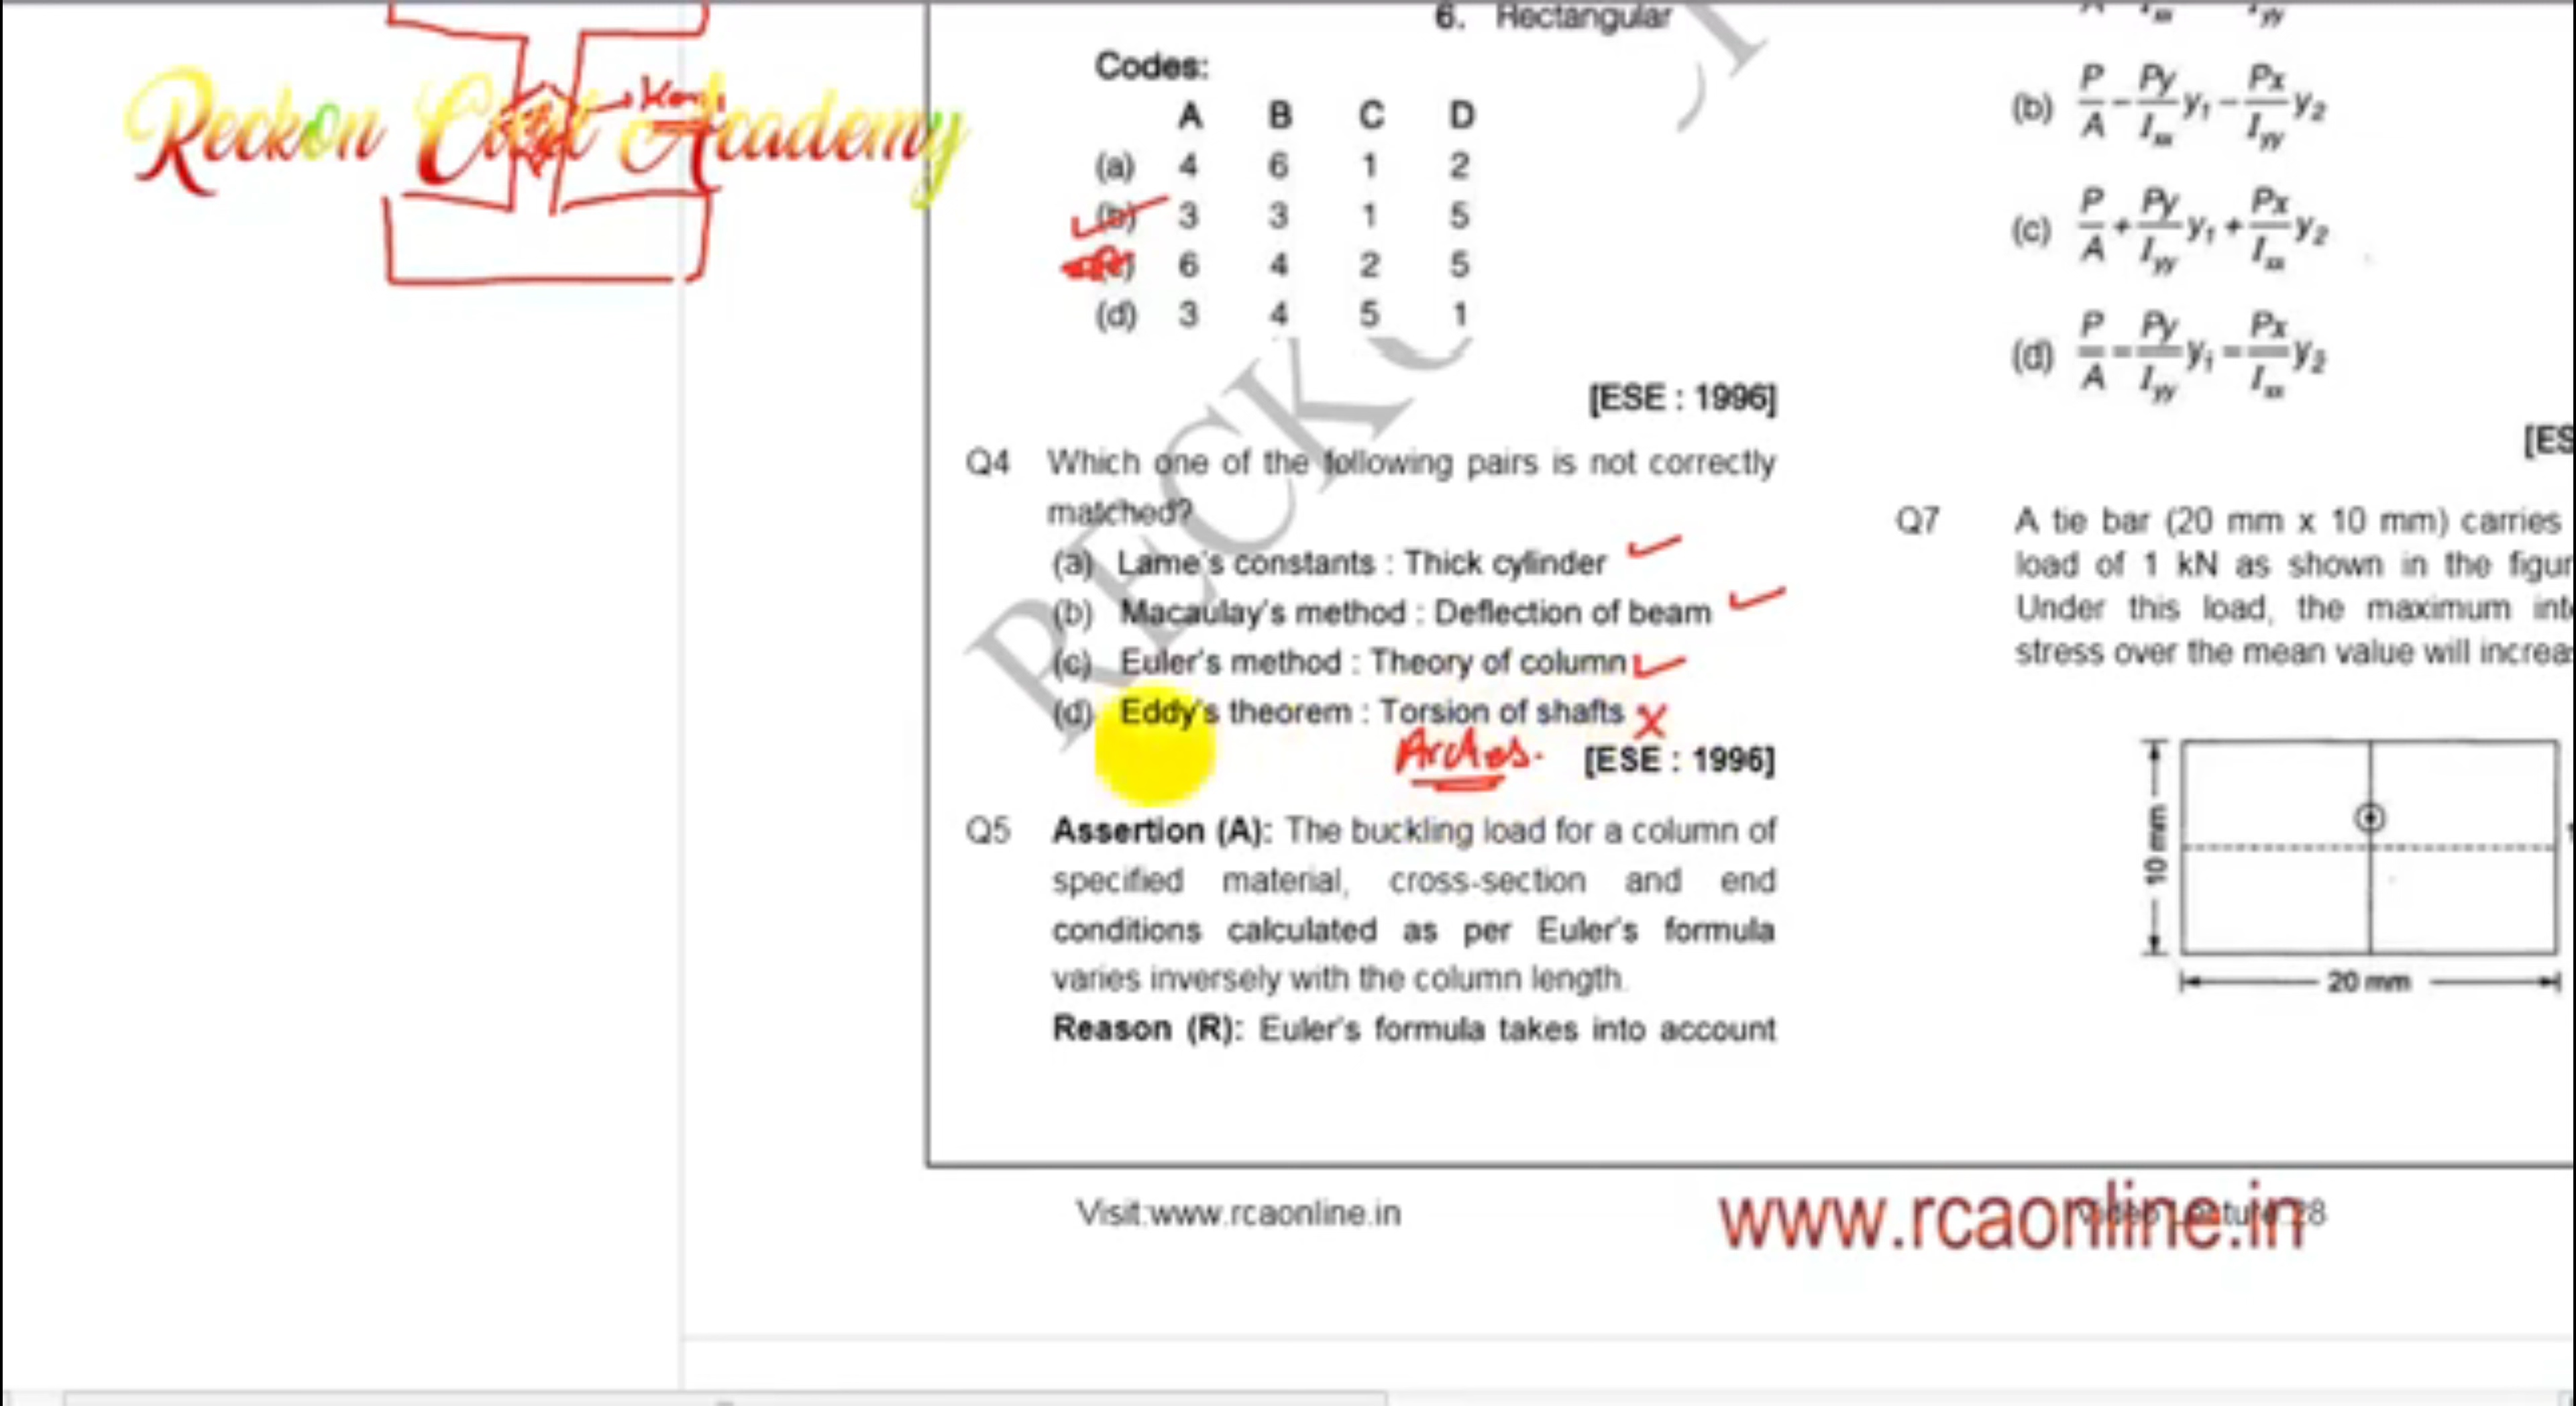 Reckon Civil Academy
6. Rectangular
Codes:
A B C D
(a) 4 6 1 2
(b) 3 3 1 5
6 4 2 5
(d) 3 4 5 1
[ESE : 1996]
Q4 Which one of the following pairs is not correctly
matched?
(a) Lame's constants : Thick cylinder
(b) Macaulay's method : Deflection of beam
(c) Euler's method : Theory of column
(d) Eddy's theorem : Torsion of shafts
Arches.
[ESE : 1996]
Q5 Assertion (A): The buckling load for a column of
specified material, cross-section and end
conditions calculated as per Euler's formula
varies inversely with the column length.
Reason (R): Euler's formula takes into account
(b) P/A - Py/Ixx y1 - Px/Iyy y2
(c) P/A + Py/Iyy y1 + Px/Ixx y2
(d) P/A - Py/Iyy y1 - Px/Ixx y2
[ES
Q7 A tie bar (20 mm x 10 mm) carries
load of 1 kN as shown in the figur
Under this load, the maximum int
stress over the mean value will increa
10 mm
20 mm
RECK
Visit:www.rcaonline.in
www.rcaonline.in